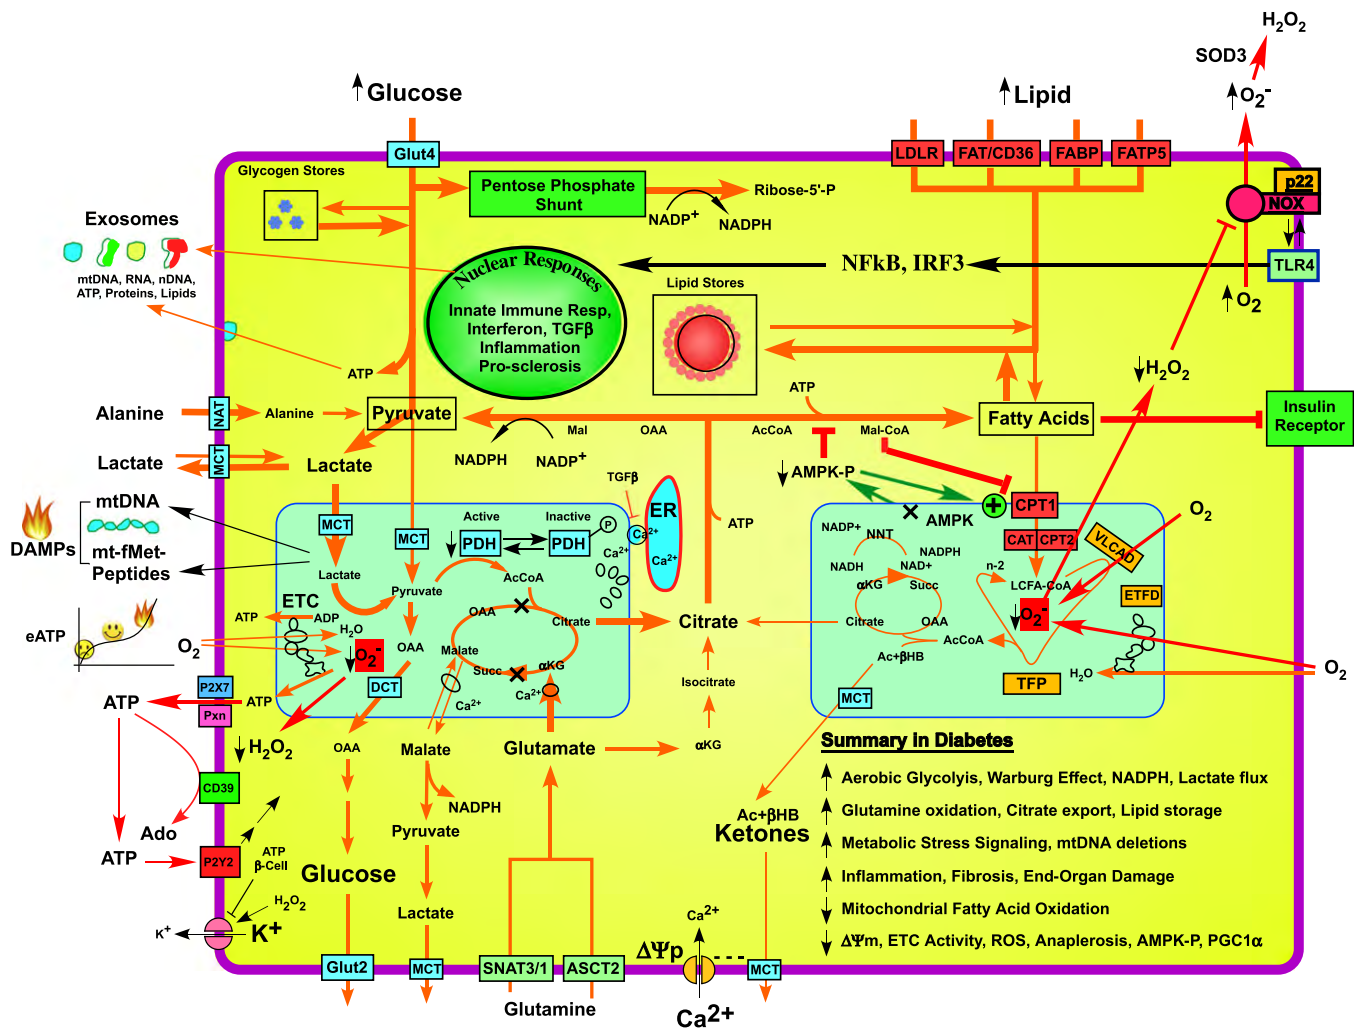 H2O2
SOD3
O2-
Glucose
Lipid
Glut4
LDLR
FAT/CD36
FABP
FATP5
Glycogen Stores
Pentose Phosphate
Shunt
Ribose-5'-P
NADP+
NADPH
p22
NOX
Exosomes
mtDNA, RNA, nDNA,
ATP, Proteins, Lipids
Nuclear Responses
Innate Immune Resp,
Interferon, TGFβ
Inflammation
Pro-sclerosis
NFkB, IRF3
TLR4
Lipid Stores
O2
ATP
H2O2
ATP
Alanine
NAT
Alanine
Pyruvate
Mal
OAA
AcCoA
Mal-CoA
Fatty Acids
Insulin
Receptor
NADPH
NADP+
Lactate
MCT
Lactate
AMPK-P
TGFβ
ER
Ca2+
Ca2+
Ca2+
mtDNA
DAMPs
mt-fMet-
Peptides
MCT
MCT
Active
PDH
Inactive
PDH
P
ATP
AMPK
CPT1
CAT
CPT2
VLCAD
O2
NADP+
NNT
NADPH
NADH
NAD+
αKG
Succ
n-2
LCFA-CoA
ETFD
Lactate
Pyruvate
AcCoA
ETC
ATP
ADP
H2O
OAA
Citrate
Citrate
Citrate
OAA
O2-
eATP
O2
O2-
OAA
Malate
Succ
αKG
AcCoA
Ac+βHB
Isocitrate
TFP
H2O
O2
DCT
Ca2+
Ca2+
MCT
P2X7
Pxn
ATP
ATP
H2O2
OAA
Malate
Glutamate
αKG
NADPH
CD39
Ado
ATP
P2Y2
ATP
β-Cell
H2O2
K+
K+
Pyruvate
Glucose
Lactate
Ac+βHB
Ketones
Summary in Diabetes
Aerobic Glycolyis, Warburg Effect, NADPH, Lactate flux
Glutamine oxidation, Citrate export, Lipid storage
Metabolic Stress Signaling, mtDNA deletions
Inflammation, Fibrosis, End-Organ Damage
Mitochondrial Fatty Acid Oxidation
ΔΨm, ETC Activity, ROS, Anaplerosis, AMPK-P, PGC1α
Ca2+
ΔΨp
Glut2
MCT
SNAT3/1
ASCT2
MCT
Glutamine
Ca2+